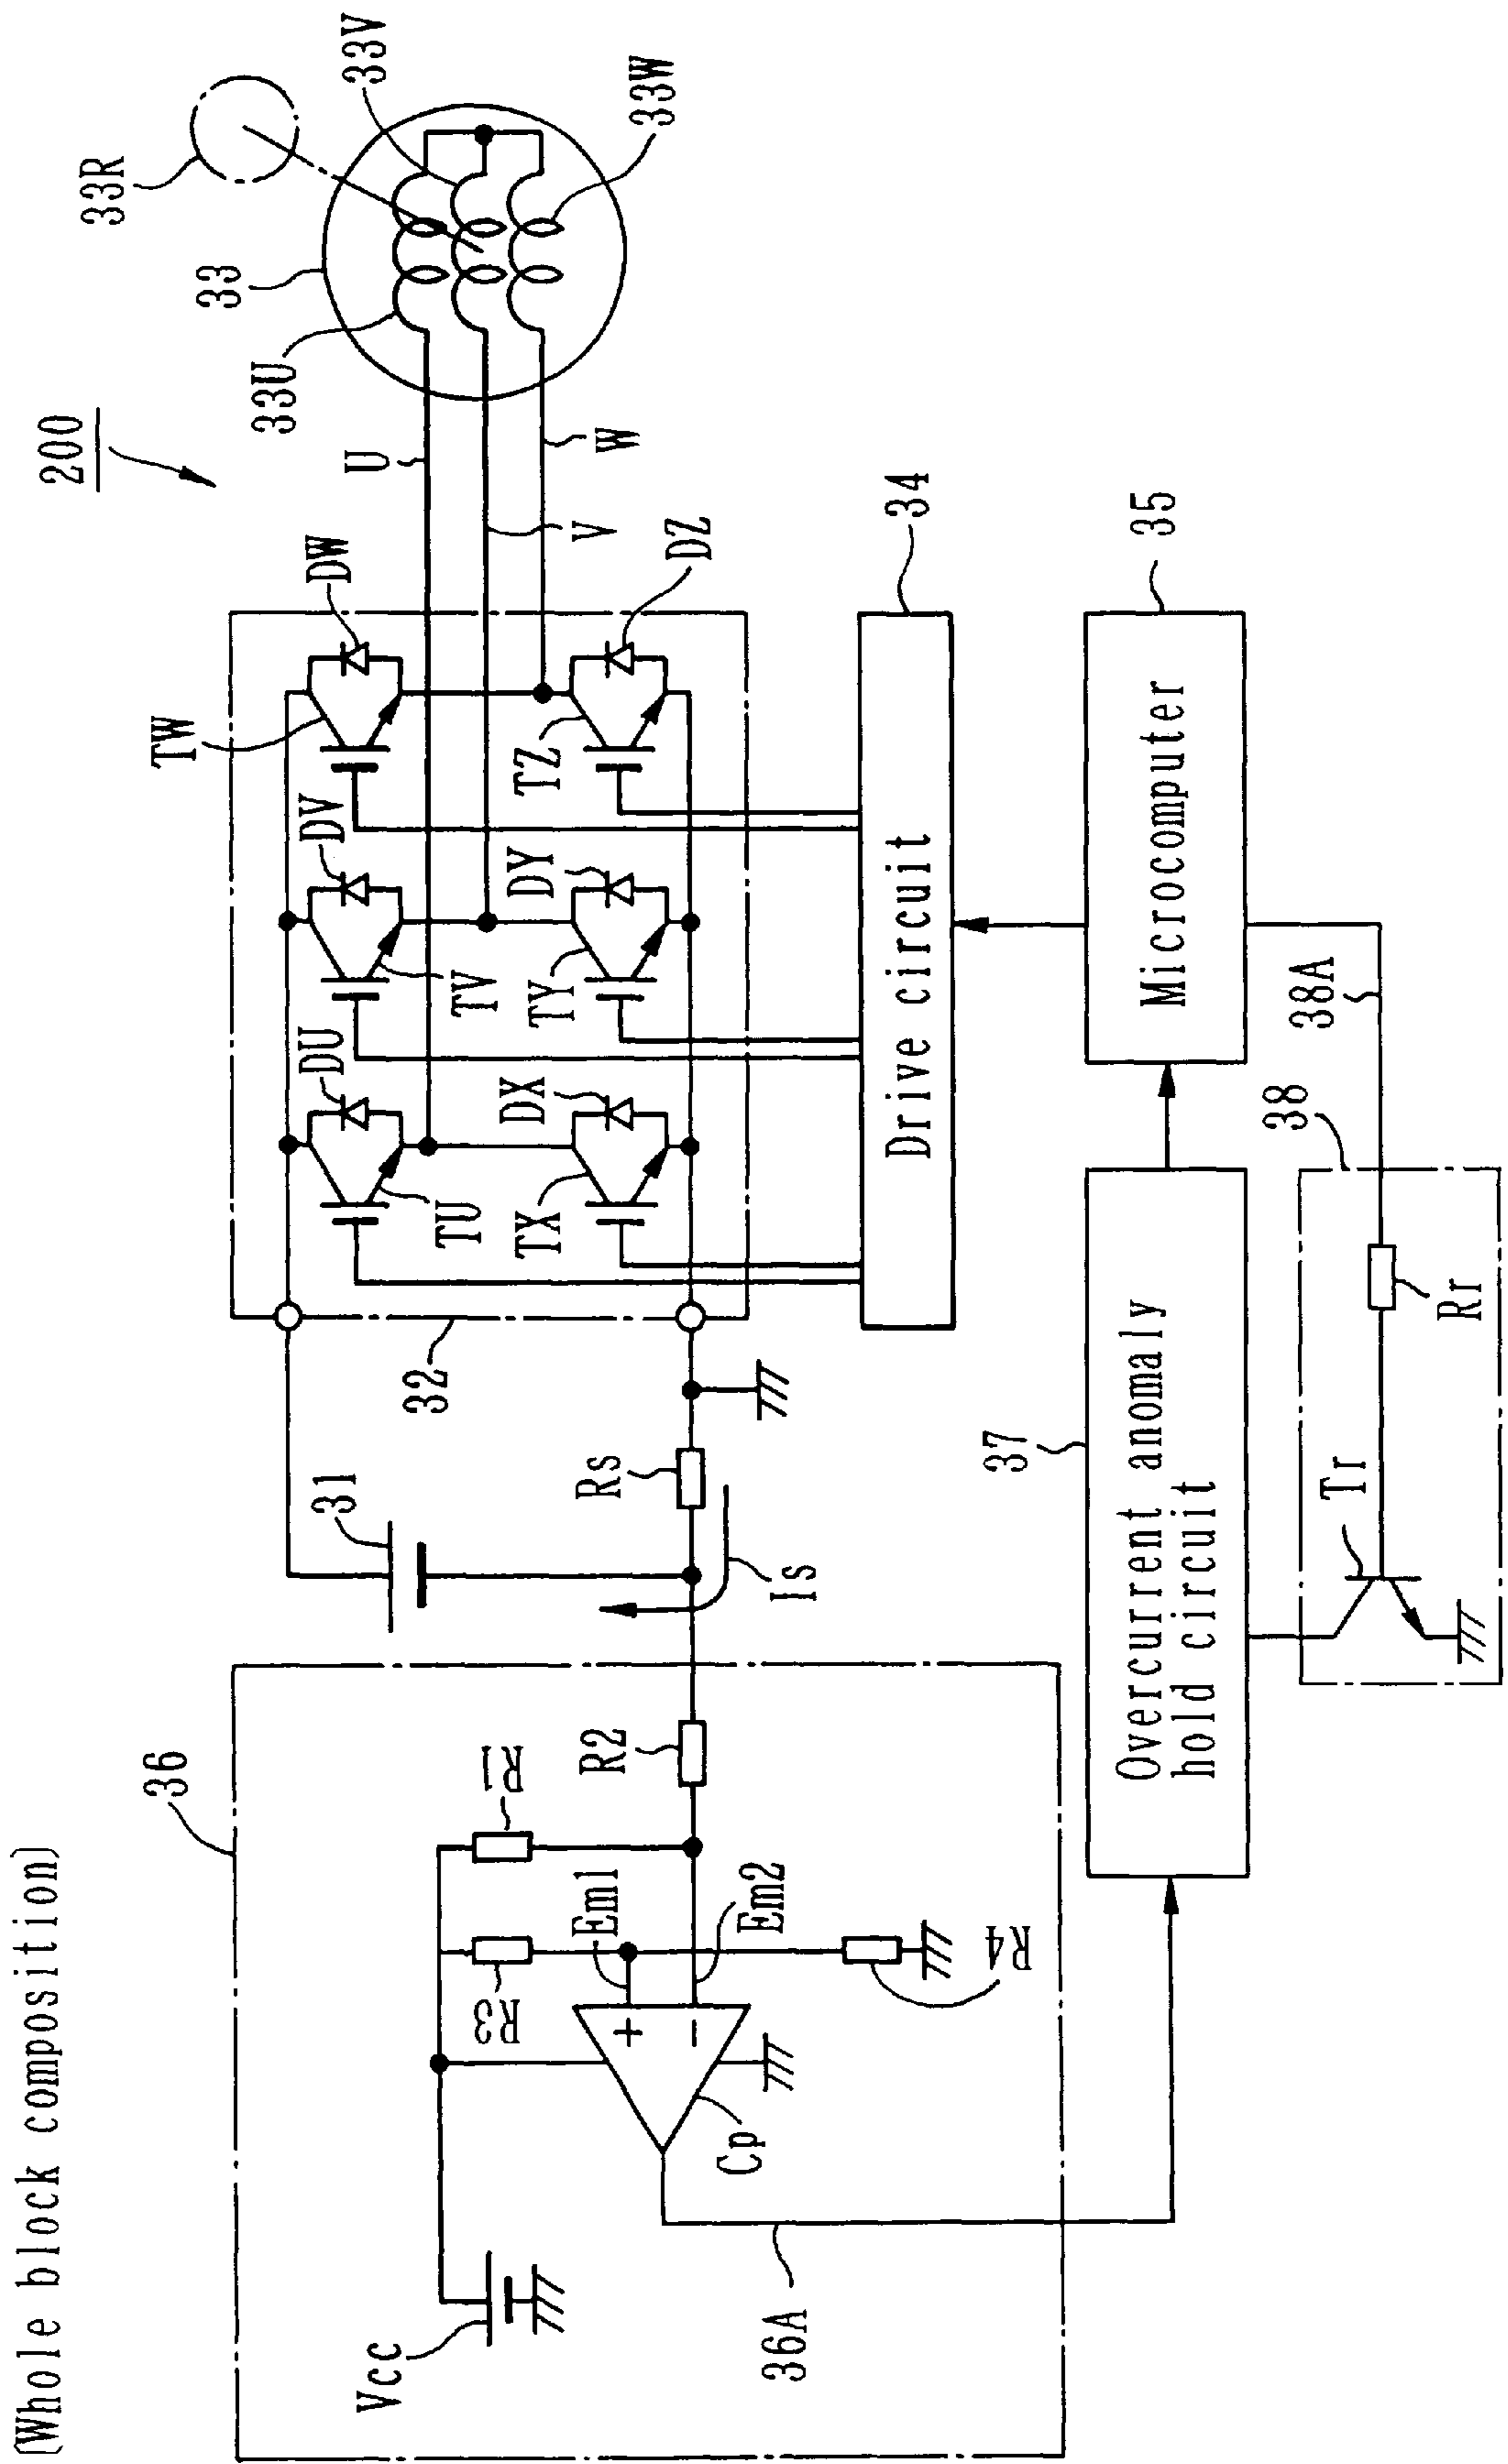 (Whole block composition)
200
33R
33
33V
33U
33W
U
V
W
DW
TW
DV
DU
TV
TU
DZ
TZ
DY
TY
DX
TX
32
31
Rs
Is
36
R1
R2
R3
Em1
Em2
R4
Cp
Vcc
36A
34
Drive circuit
35
Microcomputer
37
Overcurrent anomaly
hold circuit
38
38A
Tr
Rr